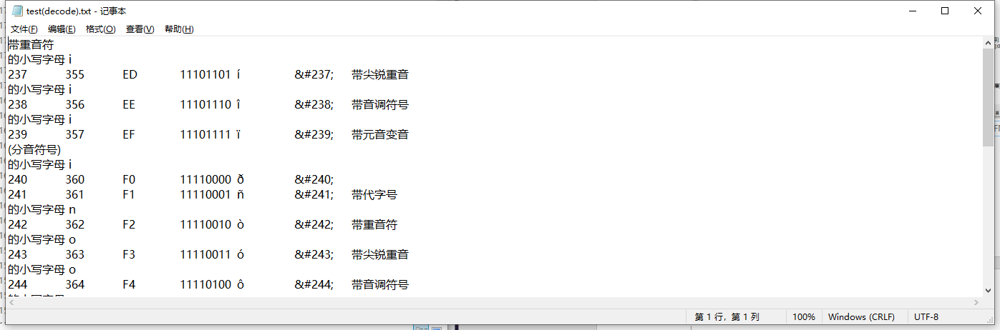 test(decode).txt - 记事本
文件(F) 编辑(E) 格式(O) 查看(V) 帮助(H)
带重音符
的小写字母 i
237 355 ED 11101101 í &#237; 带尖锐重音
的小写字母 i
238 356 EE 11101110 î &#238; 带音调符号
的小写字母 i
239 357 EF 11101111 ï &#239; 带元音变音
(分音符号)
的小写字母 i
240 360 F0 11110000 ð &#240;
241 361 F1 11110001 ñ &#241; 带代字号
的小写字母 n
242 362 F2 11110010 ò &#242; 带重音符
的小写字母 o
243 363 F3 11110011 ó &#243; 带尖锐重音
的小写字母 o
244 364 F4 11110100 ô &#244; 带音调符号
第 1 行，第 1 列 100% Windows (CRLF) UTF-8